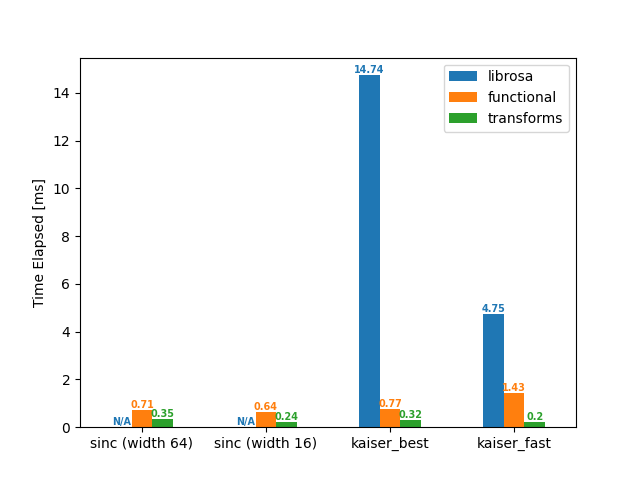 librosa
functional
transforms
Time Elapsed [ms]
14
12
10
8
6
4
2
0
N/A 0.71 0.35
N/A 0.64 0.24
14.74 0.77 0.32
4.75 1.43 0.2
sinc (width 64) sinc (width 16) kaiser_best kaiser_fast